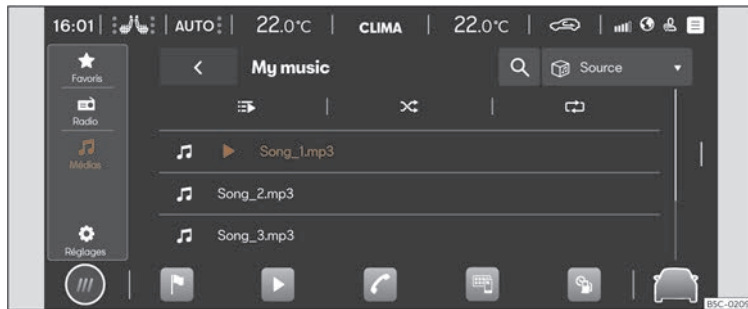 16:01 AUTO 22.0°C CLIMA 22.0°C
Favoris
My music
Source
Radio
Médias
Song_1.mp3
Song_2.mp3
Song_3.mp3
Réglages
B5C-0209